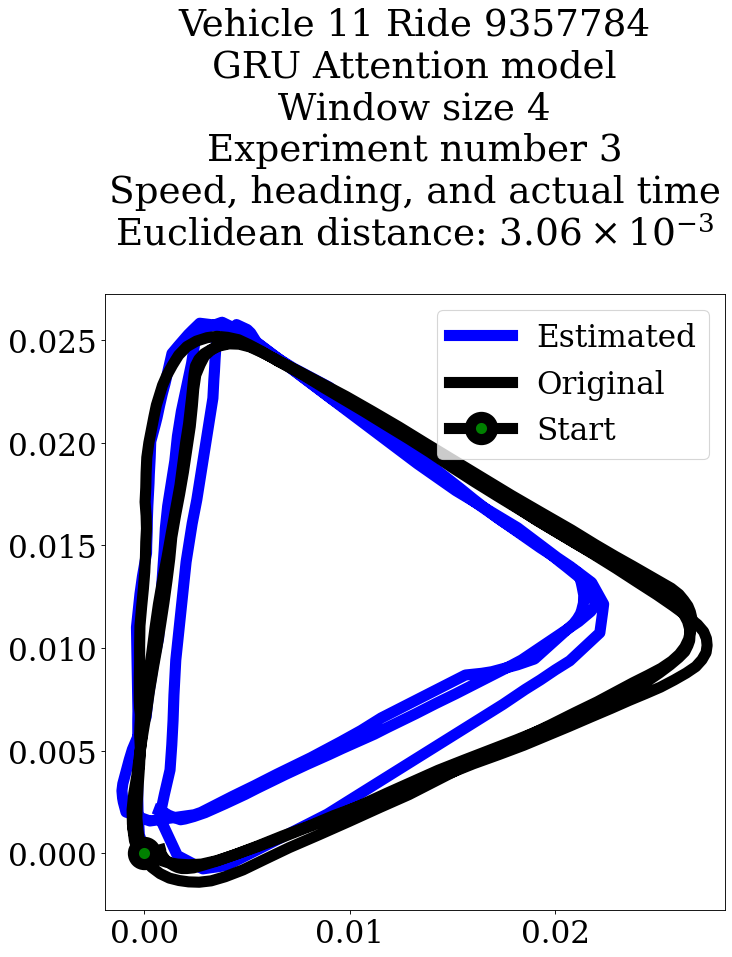 Vehicle 11 Ride 9357784
GRU Attention model
Window size 4
Experiment number 3
Speed, heading, and actual time
Euclidean distance: 3.06 × 10⁻³
Estimated
Original
Start
0.025
0.020
0.015
0.010
0.005
0.000
0.00 0.01 0.02